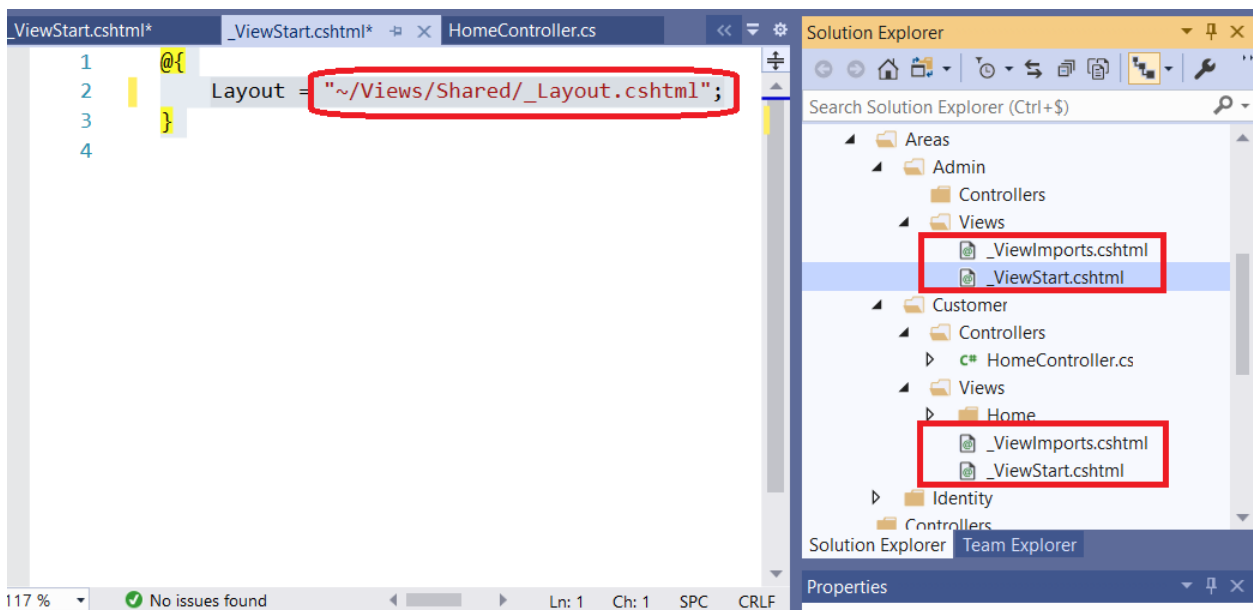 _ViewStart.cshtml*
_ViewStart.cshtml*
HomeController.cs
1 @{
2 Layout = "~/Views/Shared/_Layout.cshtml";
3 }
4
117 %
No issues found
Ln: 1 Ch: 1 SPC CRLF
Solution Explorer
Search Solution Explorer (Ctrl+$)
Areas
Admin
Controllers
Views
_ViewImports.cshtml
_ViewStart.cshtml
Customer
Controllers
C# HomeController.cs
Views
Home
_ViewImports.cshtml
_ViewStart.cshtml
Identity
Controllers
Solution Explorer Team Explorer
Properties